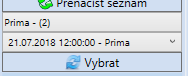 Přenačíst seznam
Prima - (2)
21.07.2018 12:00:00 - Prima
Vybrat